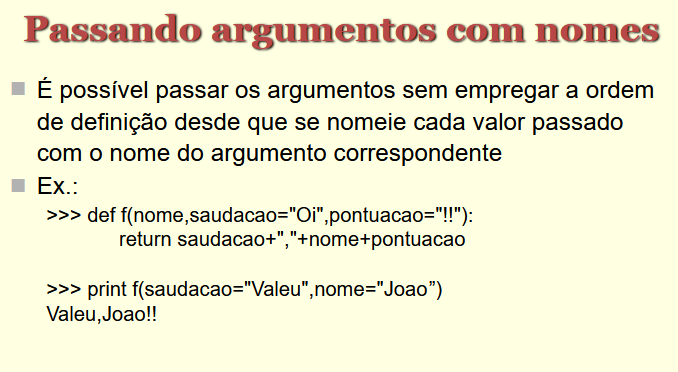 Passando argumentos com nomes
É possível passar os argumentos sem empregar a ordem
de definição desde que se nomeie cada valor passado
com o nome do argumento correspondente
Ex.:
>>> def f(nome,saudacao="Oi",pontuacao="!!"):
return saudacao+","+nome+pontuacao
>>> print f(saudacao="Valeu",nome="Joao”)
Valeu,Joao!!